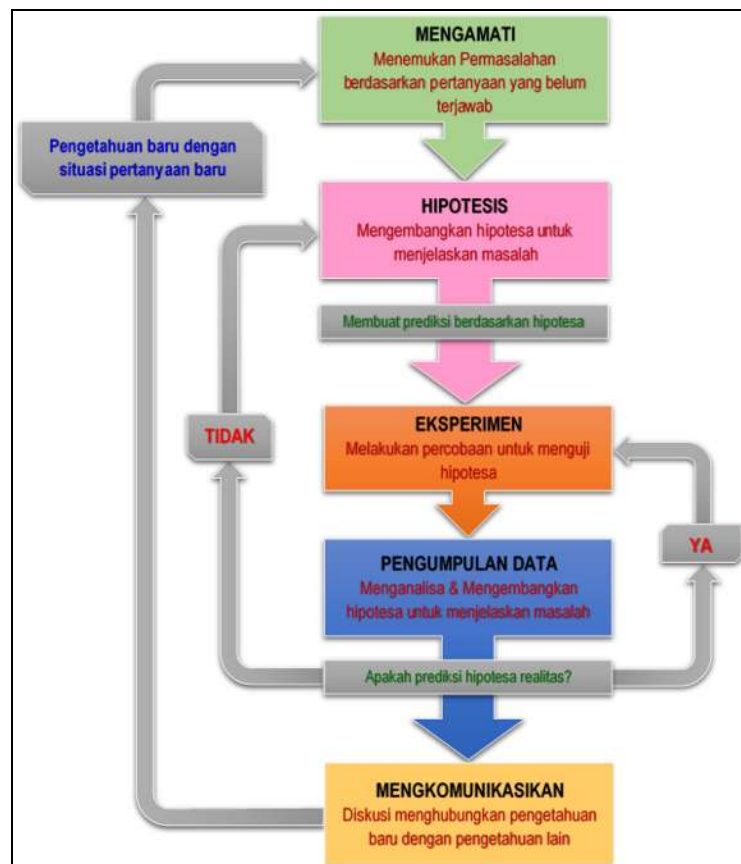 MENGAMATI
Menemukan Permasalahan
berdasarkan pertanyaan yang belum
terjawab
Pengetahuan baru dengan
situasi pertanyaan baru
HIPOTESIS
Mengembangkan hipotesa untuk
menjelaskan masalah
Membuat prediksi berdasarkan hipotesa
TIDAK
EKSPERIMEN
Melakukan percobaan untuk menguji
hipotesa
YA
PENGUMPULAN DATA
Menganalisa & Mengembangkan
hipotesa untuk menjelaskan masalah
Apakah prediksi hipotesa realitas?
MENGKOMUNIKASIKAN
Diskusi menghubungkan pengetahuan
baru dengan pengetahuan lain